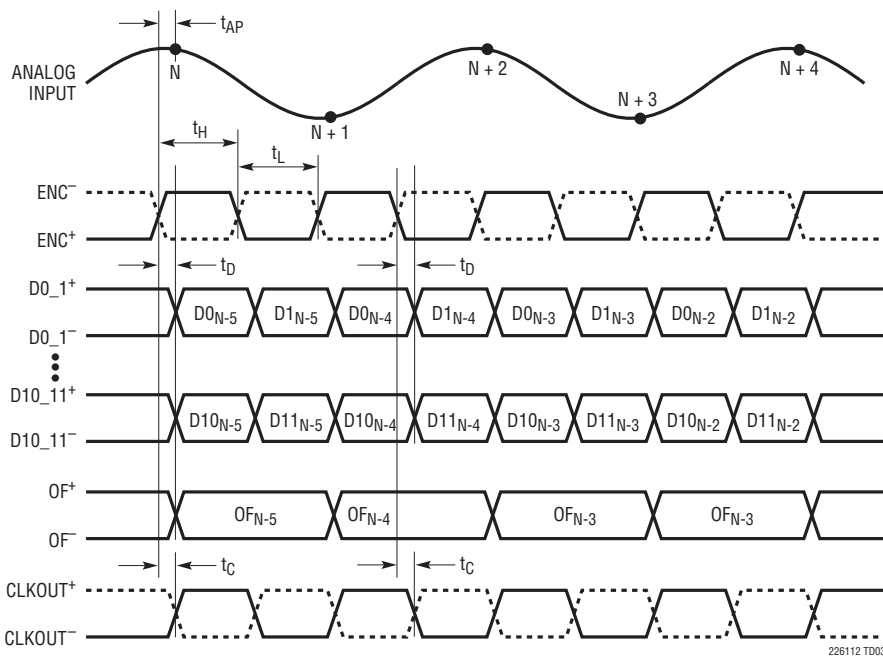 tAP
ANALOG
INPUT
N
N + 1
N + 2
N + 3
N + 4
tH
tL
ENC–
ENC+
tD
tD
D0_1+
D0_1–
D0N-5
D1N-5
D0N-4
D1N-4
D0N-3
D1N-3
D0N-2
D1N-2
D10_11+
D10_11–
D10N-5
D11N-5
D10N-4
D11N-4
D10N-3
D11N-3
D10N-2
D11N-2
OF+
OF–
OFN-5
OFN-4
OFN-3
OFN-3
tC
tC
CLKOUT+
CLKOUT–
226112 TD03